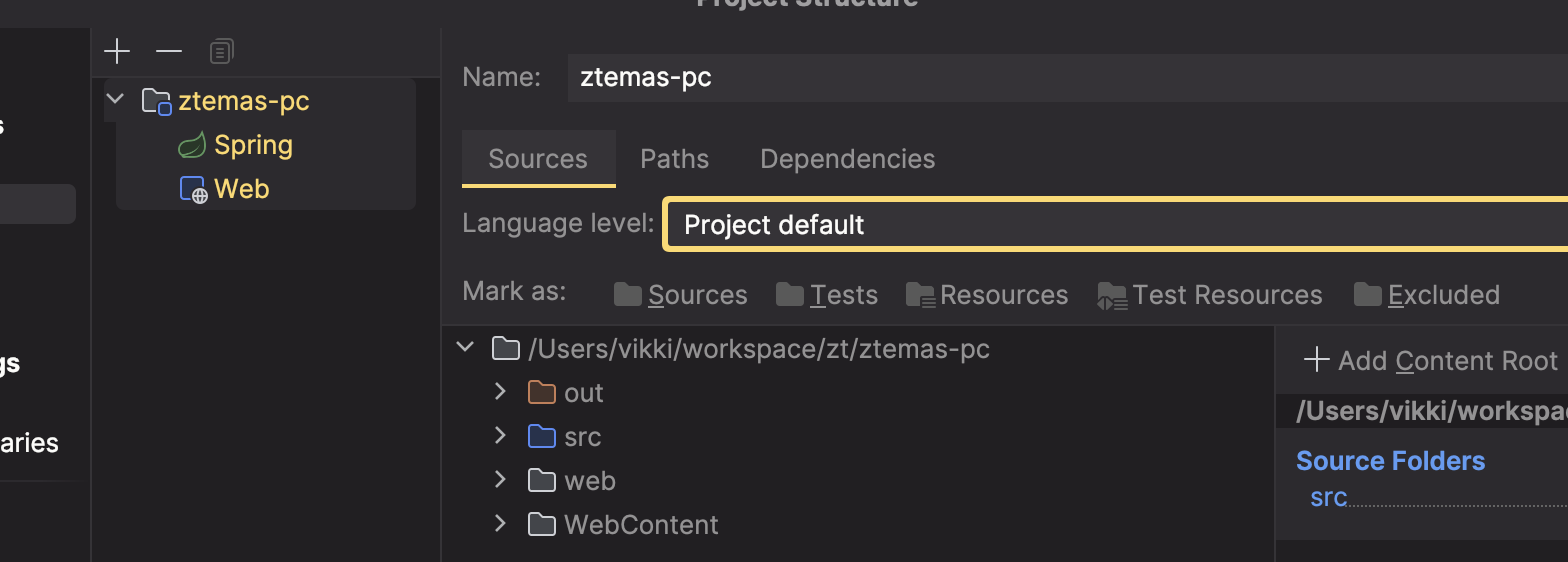 Project Structure
ztemas-pc
Spring
Web
Name: ztemas-pc
Sources Paths Dependencies
Language level: Project default
Mark as: Sources Tests Resources Test Resources Excluded
/Users/vikki/workspace/zt/ztemas-pc
out
src
web
WebContent
Add Content Root
/Users/vikki/workspa
Source Folders
src
s
gs
aries